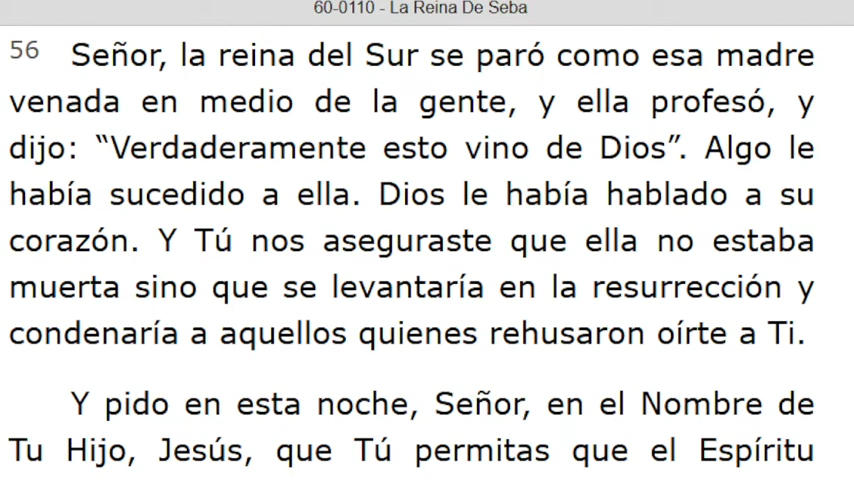 60-0110 - La Reina De Seba
56 Señor, la reina del Sur se paró como esa madre
venada en medio de la gente, y ella profesó, y
dijo: “Verdaderamente esto vino de Dios”. Algo le
había sucedido a ella. Dios le había hablado a su
corazón. Y Tú nos aseguraste que ella no estaba
muerta sino que se levantaría en la resurrección y
condenaría a aquellos quienes rehusaron oírte a Ti.
Y pido en esta noche, Señor, en el Nombre de
Tu Hijo, Jesús, que Tú permitas que el Espíritu